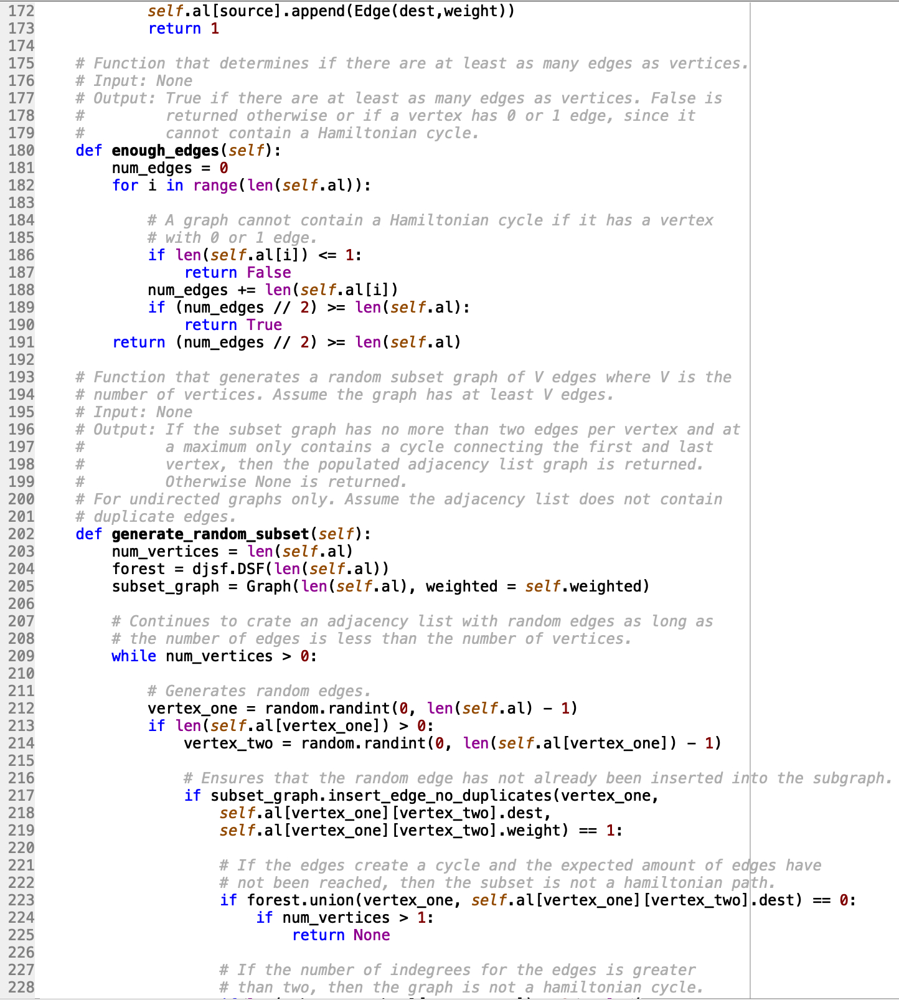 172 self.al[source].append(Edge(dest,weight))
173 return 1
174
175 # Function that determines if there are at least as many edges as vertices.
176 # Input: None
177 # Output: True if there are at least as many edges as vertices. False is
178 # returned otherwise or if a vertex has 0 or 1 edge, since it
179 # cannot contain a Hamiltonian cycle.
180 def enough_edges(self):
181 num_edges = 0
182 for i in range(len(self.al)):
183
184 # A graph cannot contain a Hamiltonian cycle if it has a vertex
185 # with 0 or 1 edge.
186 if len(self.al[i]) <= 1:
187 return False
188 num_edges += len(self.al[i])
189 if (num_edges // 2) >= len(self.al):
190 return True
191 return (num_edges // 2) >= len(self.al)
192
193 # Function that generates a random subset graph of V edges where V is the
194 # number of vertices. Assume the graph has at least V edges.
195 # Input: None
196 # Output: If the subset graph has no more than two edges per vertex and at
197 # a maximum only contains a cycle connecting the first and last
198 # vertex, then the populated adjacency list graph is returned.
199 # Otherwise None is returned.
200 # For undirected graphs only. Assume the adjacency list does not contain
201 # duplicate edges.
202 def generate_random_subset(self):
203 num_vertices = len(self.al)
204 forest = djsf.DSF(len(self.al))
205 subset_graph = Graph(len(self.al), weighted = self.weighted)
206
207 # Continues to crate an adjacency list with random edges as long as
208 # the number of edges is less than the number of vertices.
209 while num_vertices > 0:
210
211 # Generates random edges.
212 vertex_one = random.randint(0, len(self.al) - 1)
213 if len(self.al[vertex_one]) > 0:
214 vertex_two = random.randint(0, len(self.al[vertex_one]) - 1)
215
216 # Ensures that the random edge has not already been inserted into the subgraph.
217 if subset_graph.insert_edge_no_duplicates(vertex_one,
218 self.al[vertex_one][vertex_two].dest,
219 self.al[vertex_one][vertex_two].weight) == 1:
220
221 # If the edges create a cycle and the expected amount of edges have
222 # not been reached, then the subset is not a hamiltonian path.
223 if forest.union(vertex_one, self.al[vertex_one][vertex_two].dest) == 0:
224 if num_vertices > 1:
225 return None
226
227 # If the number of indegrees for the edges is greater
228 # than two, then the graph is not a hamiltonian cycle.